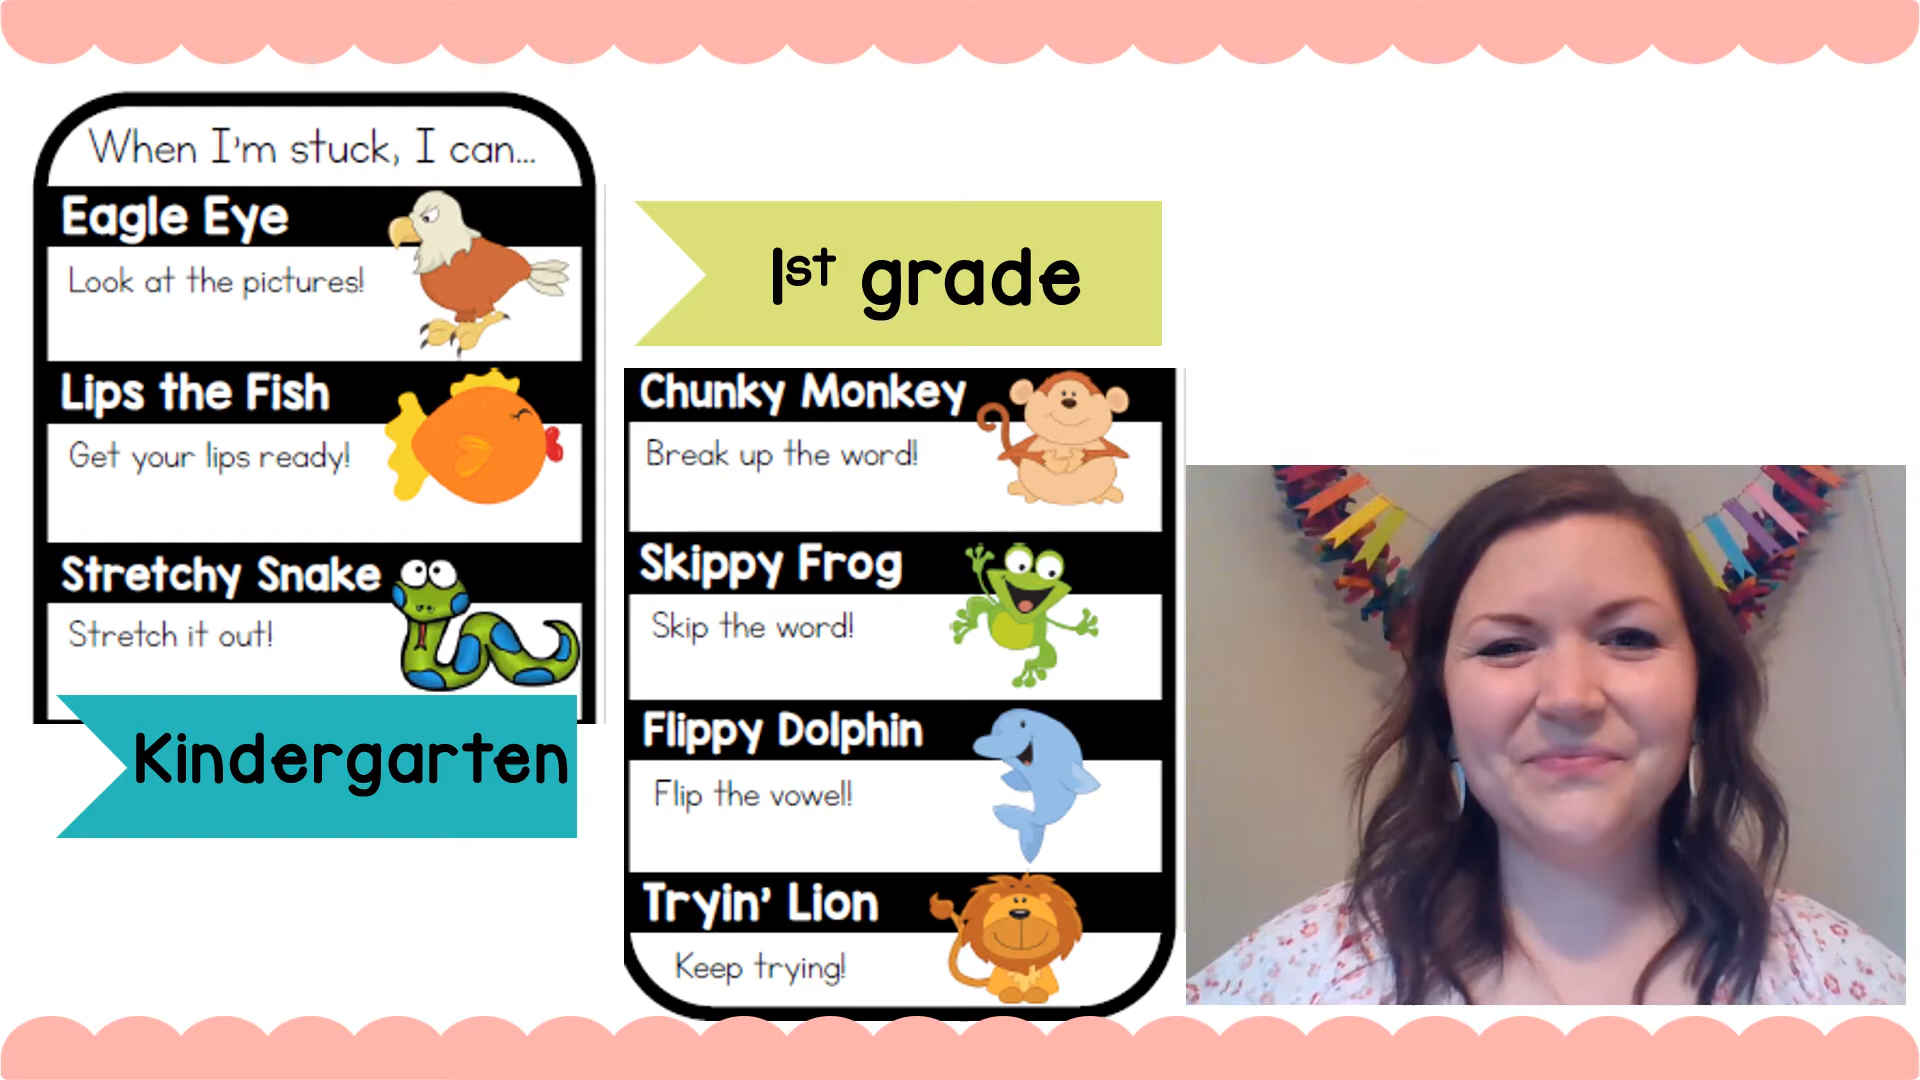 When I'm stuck, I can...
Eagle Eye
Look at the pictures!
Lips the Fish
Get your lips ready!
Stretchy Snake
Stretch it out!
Kindergarten
1st grade
Chunky Monkey
Break up the word!
Skippy Frog
Skip the word!
Flippy Dolphin
Flip the vowel!
Tryin' Lion
Keep trying!